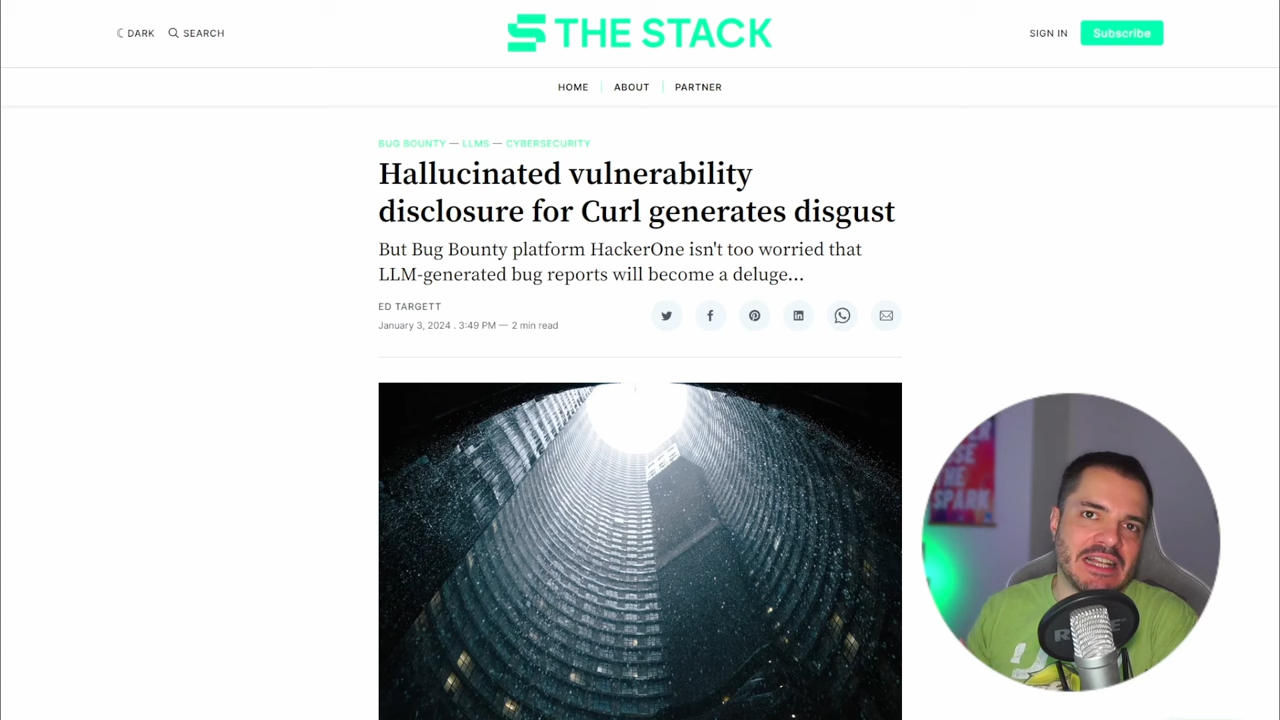 DARK
SEARCH
THE STACK
SIGN IN
Subscribe
HOME
ABOUT
PARTNER
BUG BOUNTY — LLMS — CYBERSECURITY
Hallucinated vulnerability
disclosure for Curl generates disgust
But Bug Bounty platform HackerOne isn't too worried that
LLM-generated bug reports will become a deluge...
ED TARGETT
January 3, 2024 . 3:49 PM — 2 min read
THE
SPARK